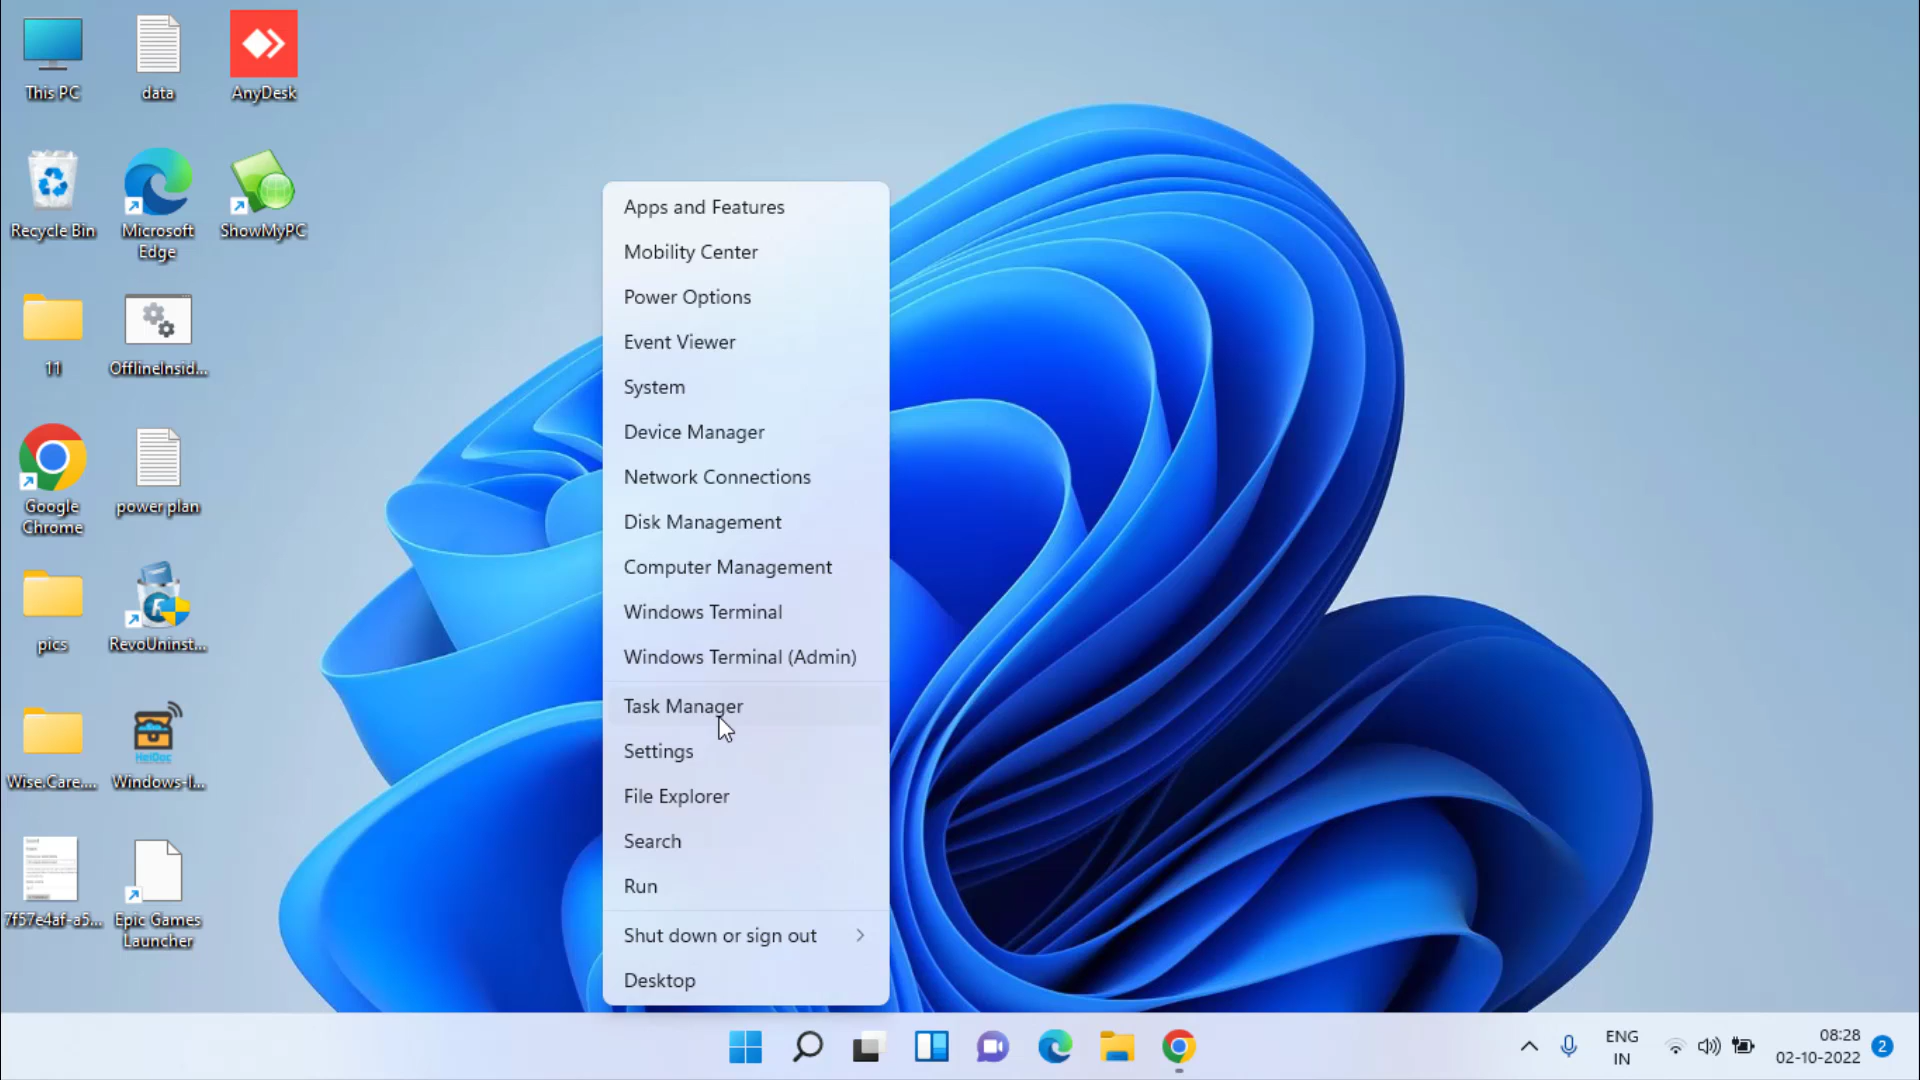 This PC
data
AnyDesk
Recycle Bin
Microsoft
Edge
ShowMyPC
11
OfflineInsid...
Google
Chrome
power plan
pics
RevoUninst...
Wise.Care....
HeiDoc
Windows-I...
7f57e4af-a5...
Epic Games
Launcher
Apps and Features
Mobility Center
Power Options
Event Viewer
System
Device Manager
Network Connections
Disk Management
Computer Management
Windows Terminal
Windows Terminal (Admin)
Task Manager
Settings
File Explorer
Search
Run
Shut down or sign out
Desktop
ENG
IN
08:28
02-10-2022
2